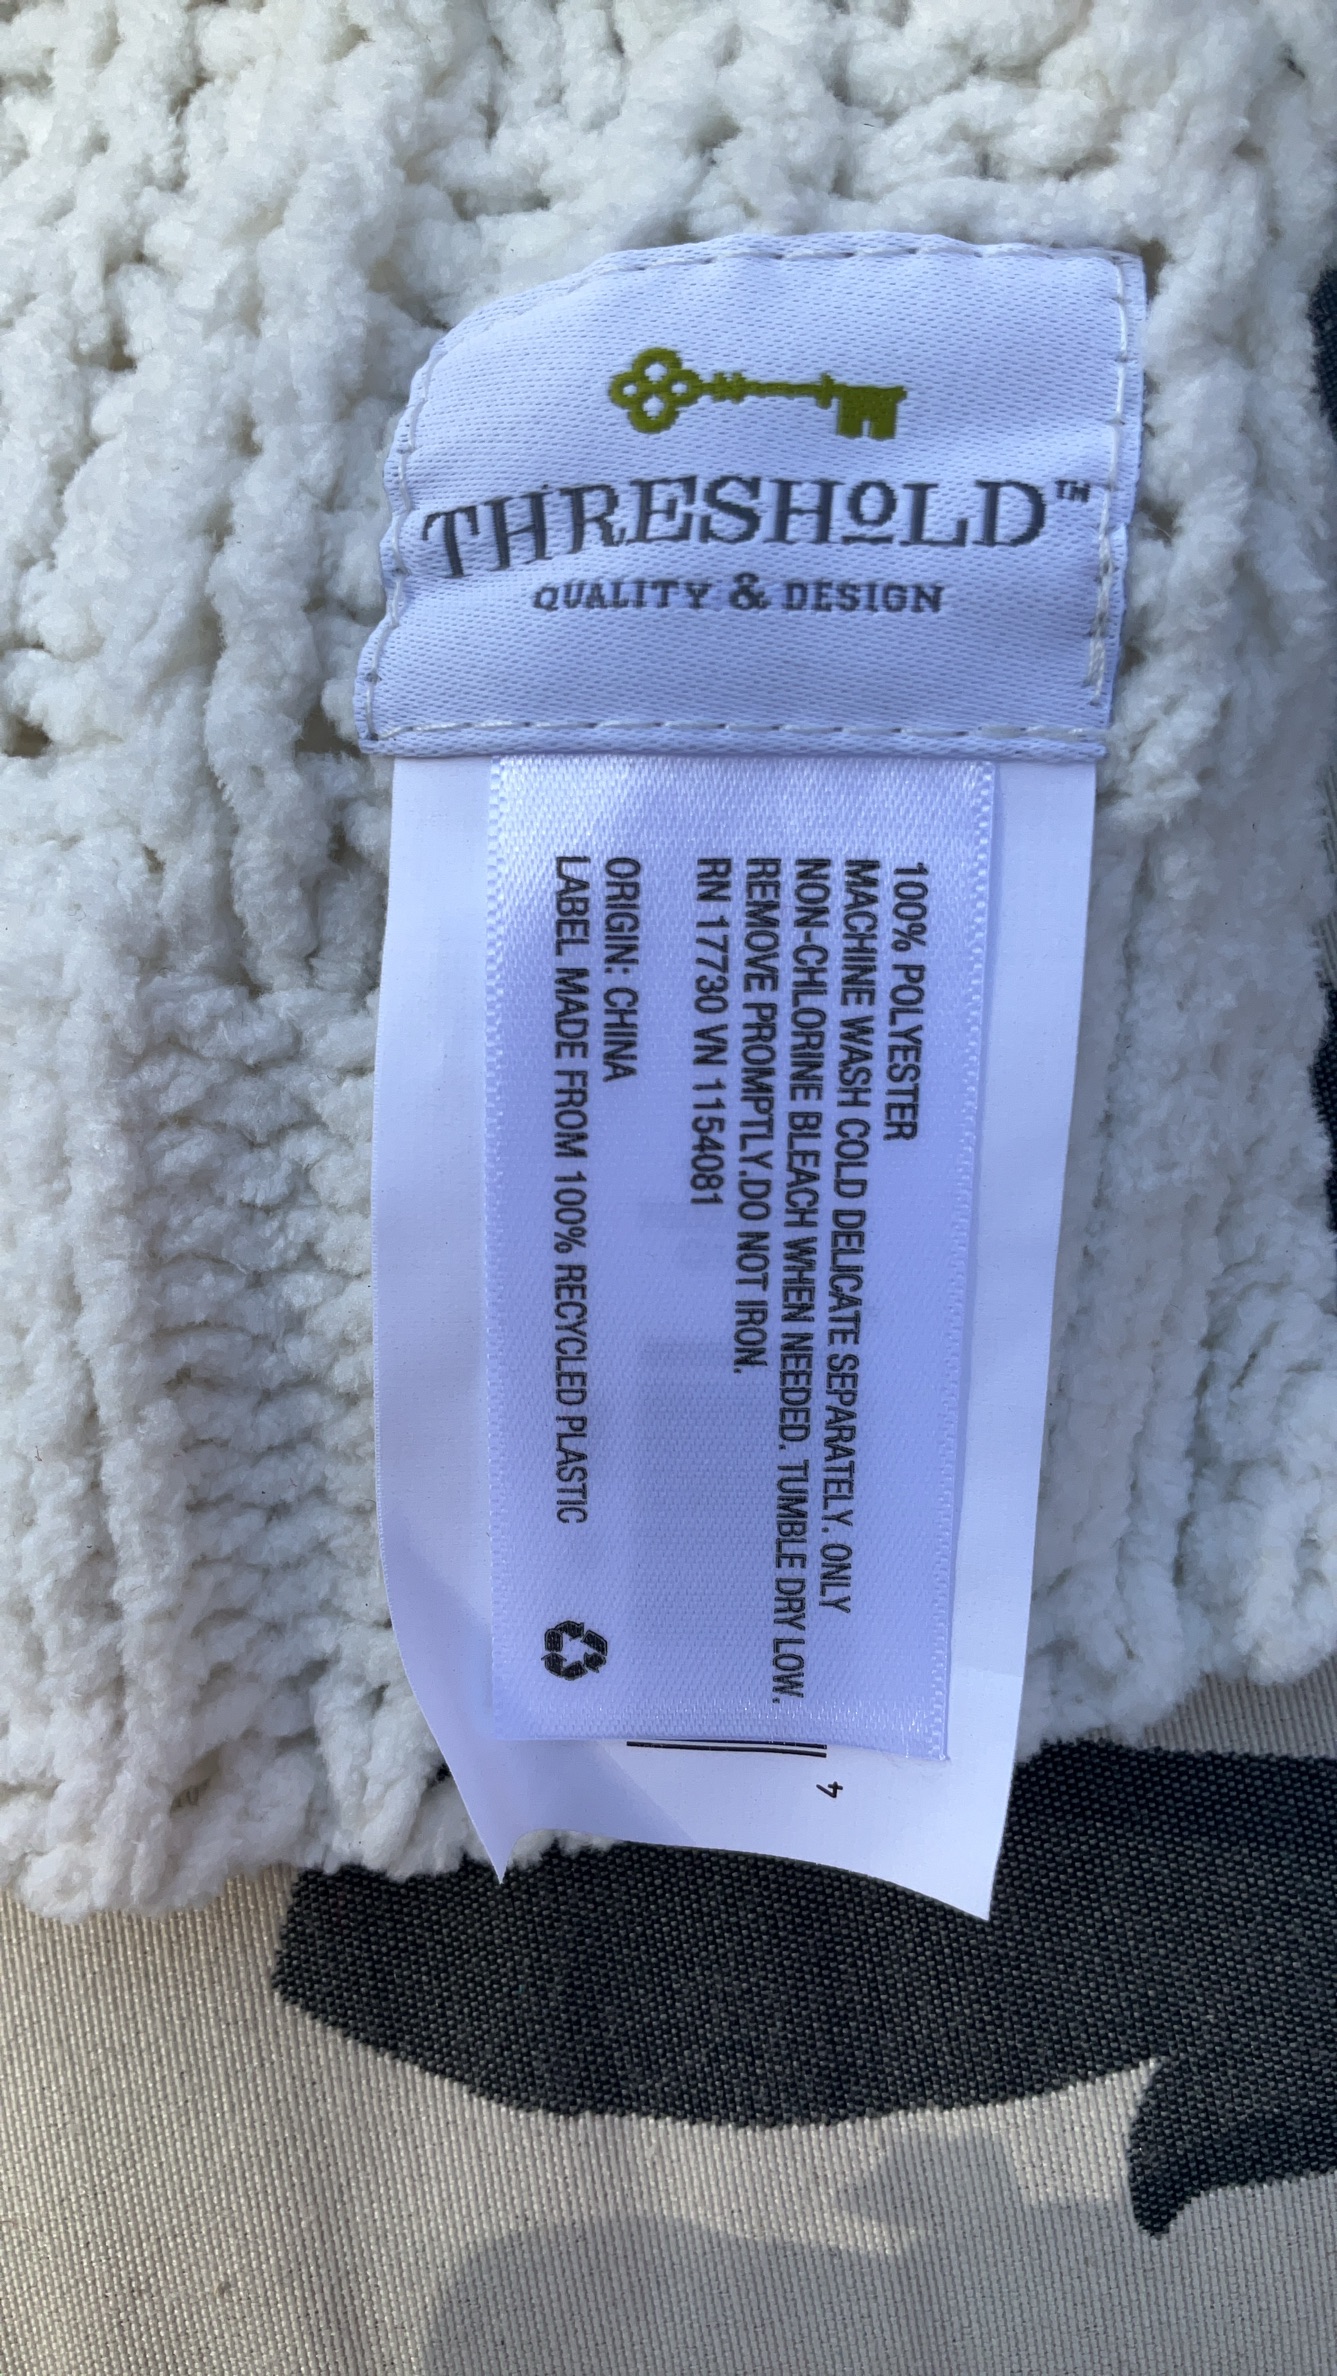 THRESHOLD™
QUALITY & DESIGN
100% POLYESTER
MACHINE WASH COLD DELICATE SEPARATELY. ONLY
NON-CHLORINE BLEACH WHEN NEEDED. TUMBLE DRY LOW.
REMOVE PROMPTLY.DO NOT IRON.
RN 17730 VN 1154081
ORIGIN: CHINA
LABEL MADE FROM 100% RECYCLED PLASTIC
4